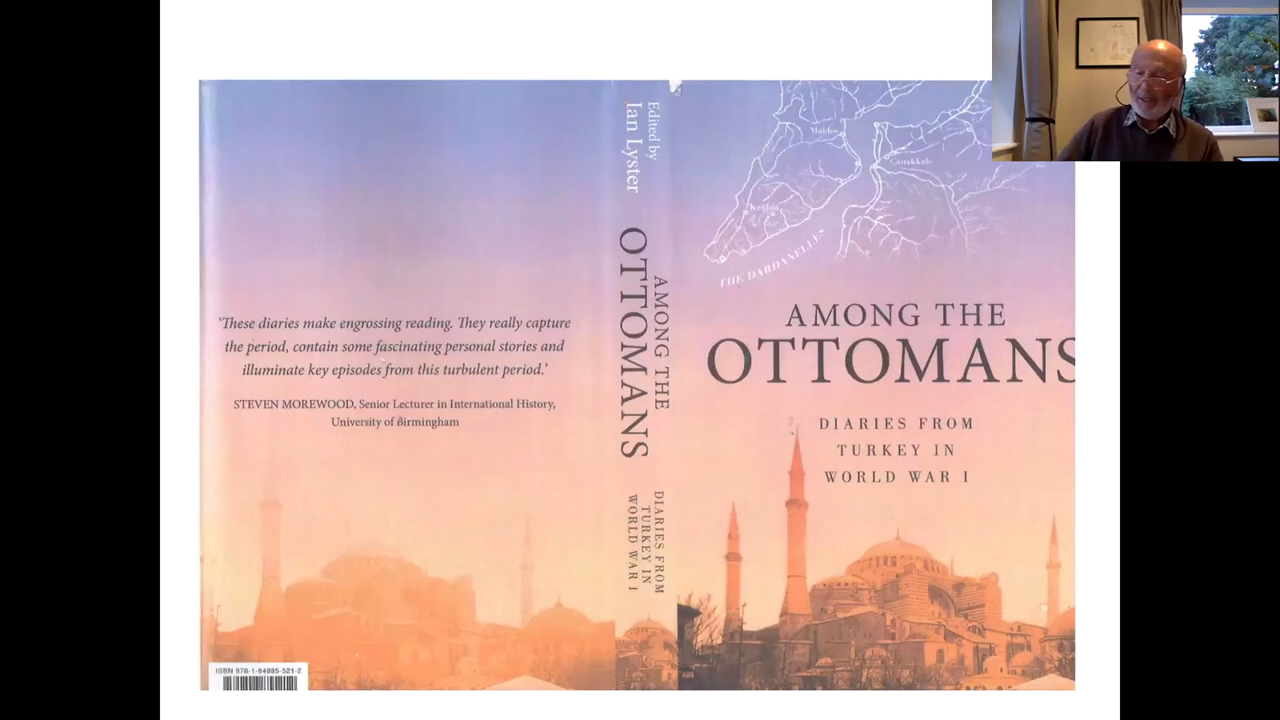 'These diaries make engrossing reading. They really capture
the period, contain some fascinating personal stories and
illuminate key episodes from this turbulent period.'
STEVEN MOREWOOD, Senior Lecturer in International History,
University of Birmingham
ISBN 978-1-84885-521-2
Edited by
Ian Lyster
AMONG THE
OTTOMANS
DIARIES FROM
TURKEY IN
WORLD WAR I
Maidos
Çanakkale
Krithia
THE DARDANELLES
AMONG THE
OTTOMANS
DIARIES FROM
TURKEY IN
WORLD WAR I